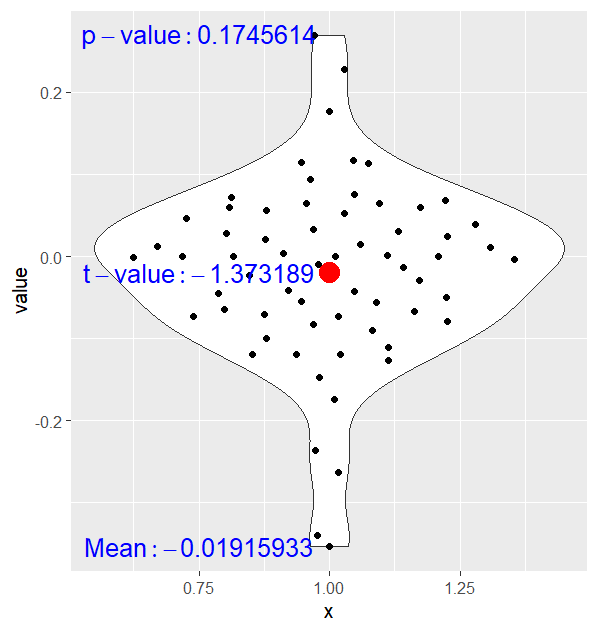 p − value : 0.1745614
0.2
0.0
t − value : − 1.373189
value
-0.2
Mean : −0.01915933
0.75 1.00 1.25
x